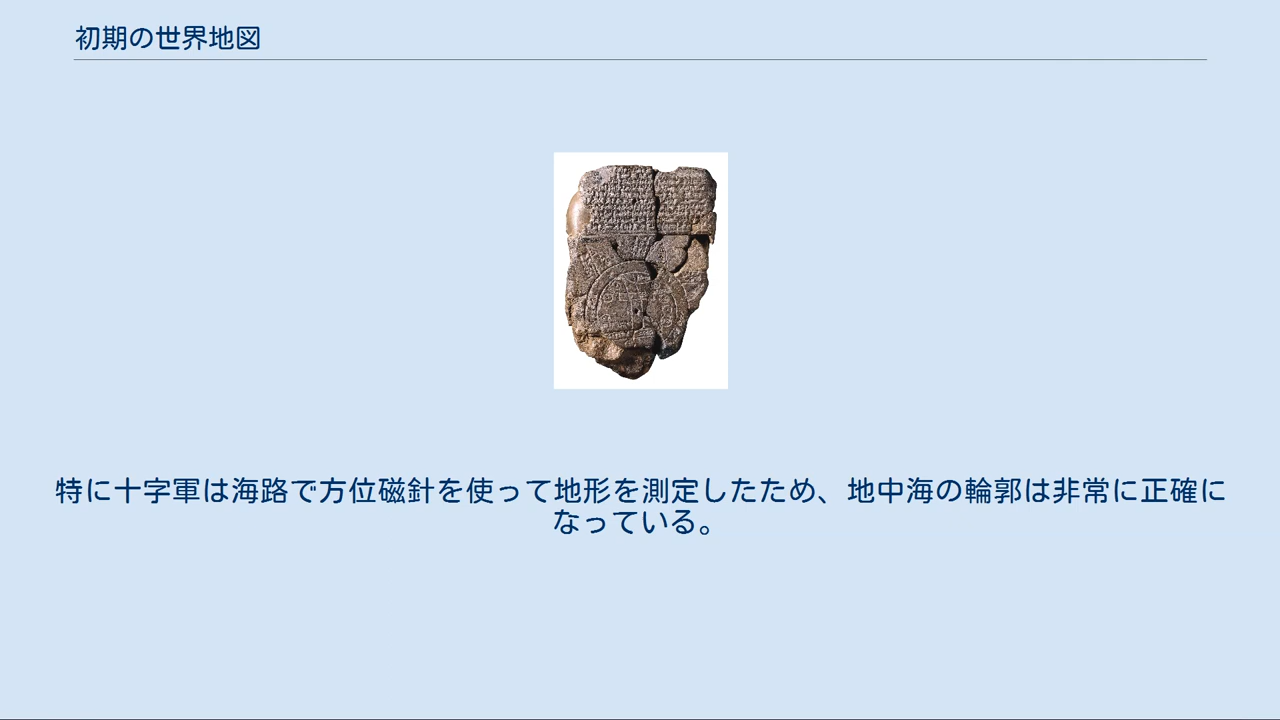 初期の世界地図
特に十字軍は海路で方位磁針を使って地形を測定したため、地中海の輪郭は非常に正確に
なっている。